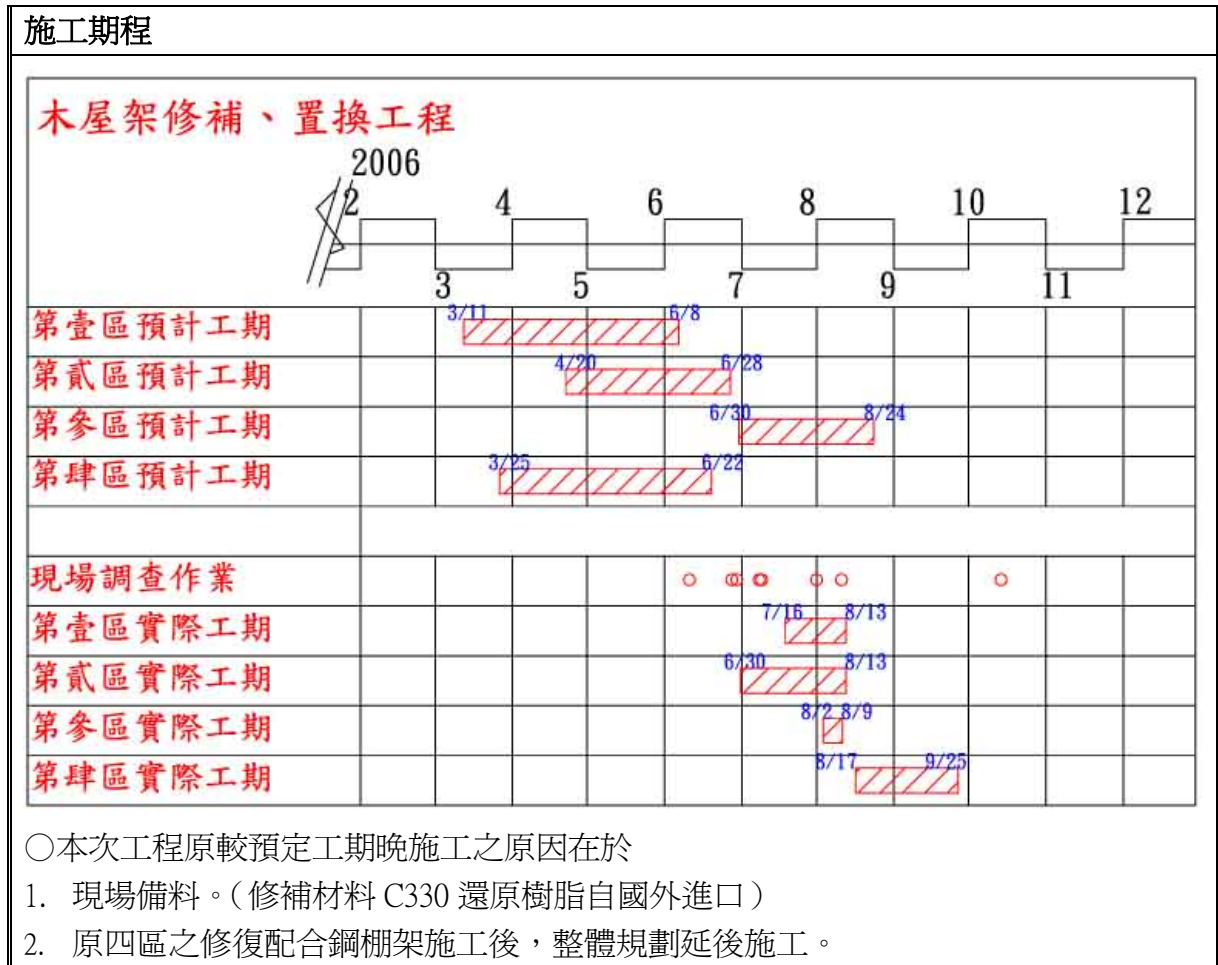 施工期程
木屋架修補、置換工程
2006
2 4 6 8 10 12
3 5 7 9 11
3/11 6/8
第壹區預計工期
4/20 6/28
第貳區預計工期
6/30 8/24
第參區預計工期
3/25 6/22
第肆區預計工期
現場調查作業
7/16 8/13
第壹區實際工期
6/30 8/13
第貳區實際工期
8/2 8/9
第參區實際工期
8/17 9/25
第肆區實際工期
○本次工程原較預定工期晚施工之原因在於
1. 現場備料。(修補材料 C330 還原樹脂自國外進口)
2. 原四區之修復配合鋼棚架施工後,整體規劃延後施工。